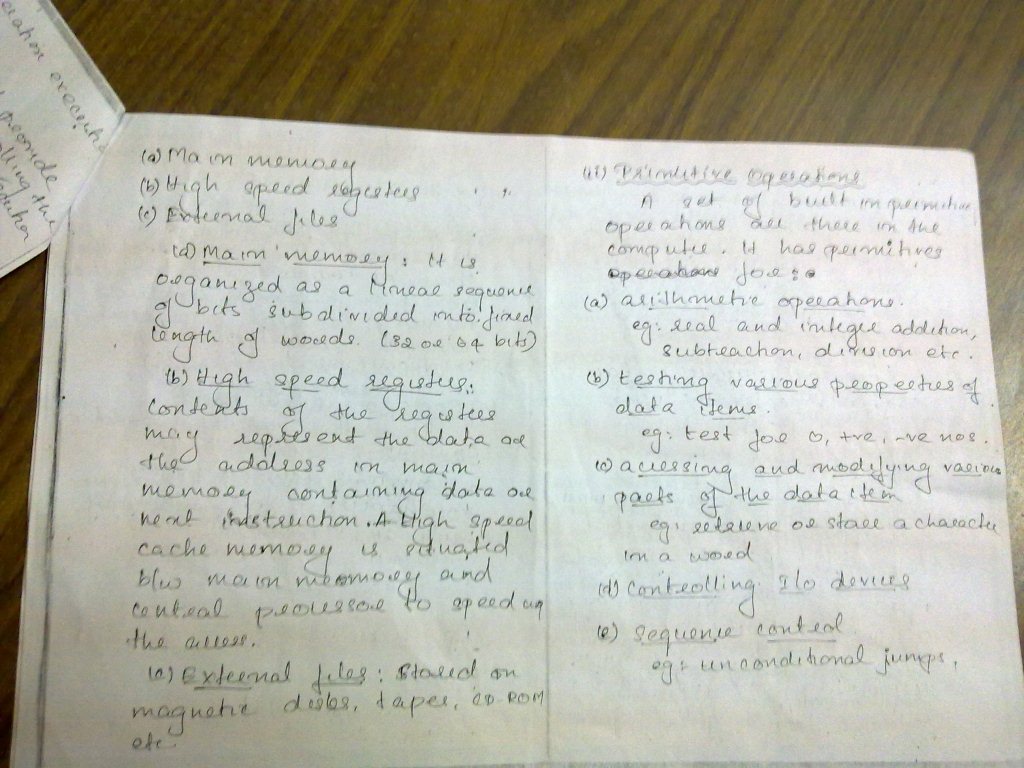 eration executio
provide
lling the
(a) Main memory
(b) High speed registers
(c) External files
(a) Main memory: It is
organized as a linear sequence
of bits subdivided into fixed
length of words. (32 or 64 bits)
(b) High speed registers:
contents of the registers
may represent the data or
the address in main
memory containing data or
next instruction. A High speed
cache memory is situated
b/w main memory and
central processor to speed up
the access.
(c) External files: Stored on
magnetic disks, tapes, CD-ROM
etc
(ii) Primitive Operations
A set of built in primitive
operations are there in the
computer. It has primitives
operations for:
(a) arithmetic operations.
eg: real and integer addition,
subtraction, division etc.
(b) testing various properties of
data items.
eg: test for 0, +ve, -ve nos.
(c) accessing and modifying various
parts of the data item
eg: retrieve or store a character
in a word
(d) Controlling I/o devices
(e) sequence control
eg: unconditional jumps.